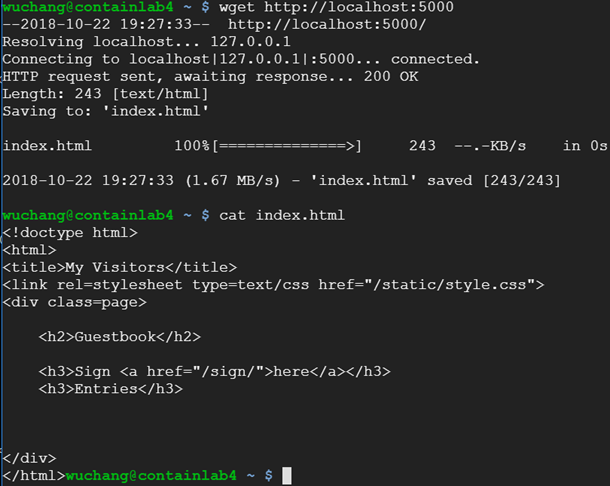 wuchang@containlab4 ~ $ wget http://localhost:5000
--2018-10-22 19:27:33--  http://localhost:5000/
Resolving localhost... 127.0.0.1
Connecting to localhost|127.0.0.1|:5000... connected.
HTTP request sent, awaiting response... 200 OK
Length: 243 [text/html]
Saving to: 'index.html'
index.html         100%[==============>]     243  --.-KB/s    in 0s
2018-10-22 19:27:33 (1.67 MB/s) - 'index.html' saved [243/243]
wuchang@containlab4 ~ $ cat index.html
<!doctype html>
<html>
<title>My Visitors</title>
<link rel=stylesheet type=text/css href="/static/style.css">
<div class=page>
    <h2>Guestbook</h2>
    <h3>Sign <a href="/sign/">here</a></h3>
    <h3>Entries</h3>
</div>
</html>wuchang@containlab4 ~ $